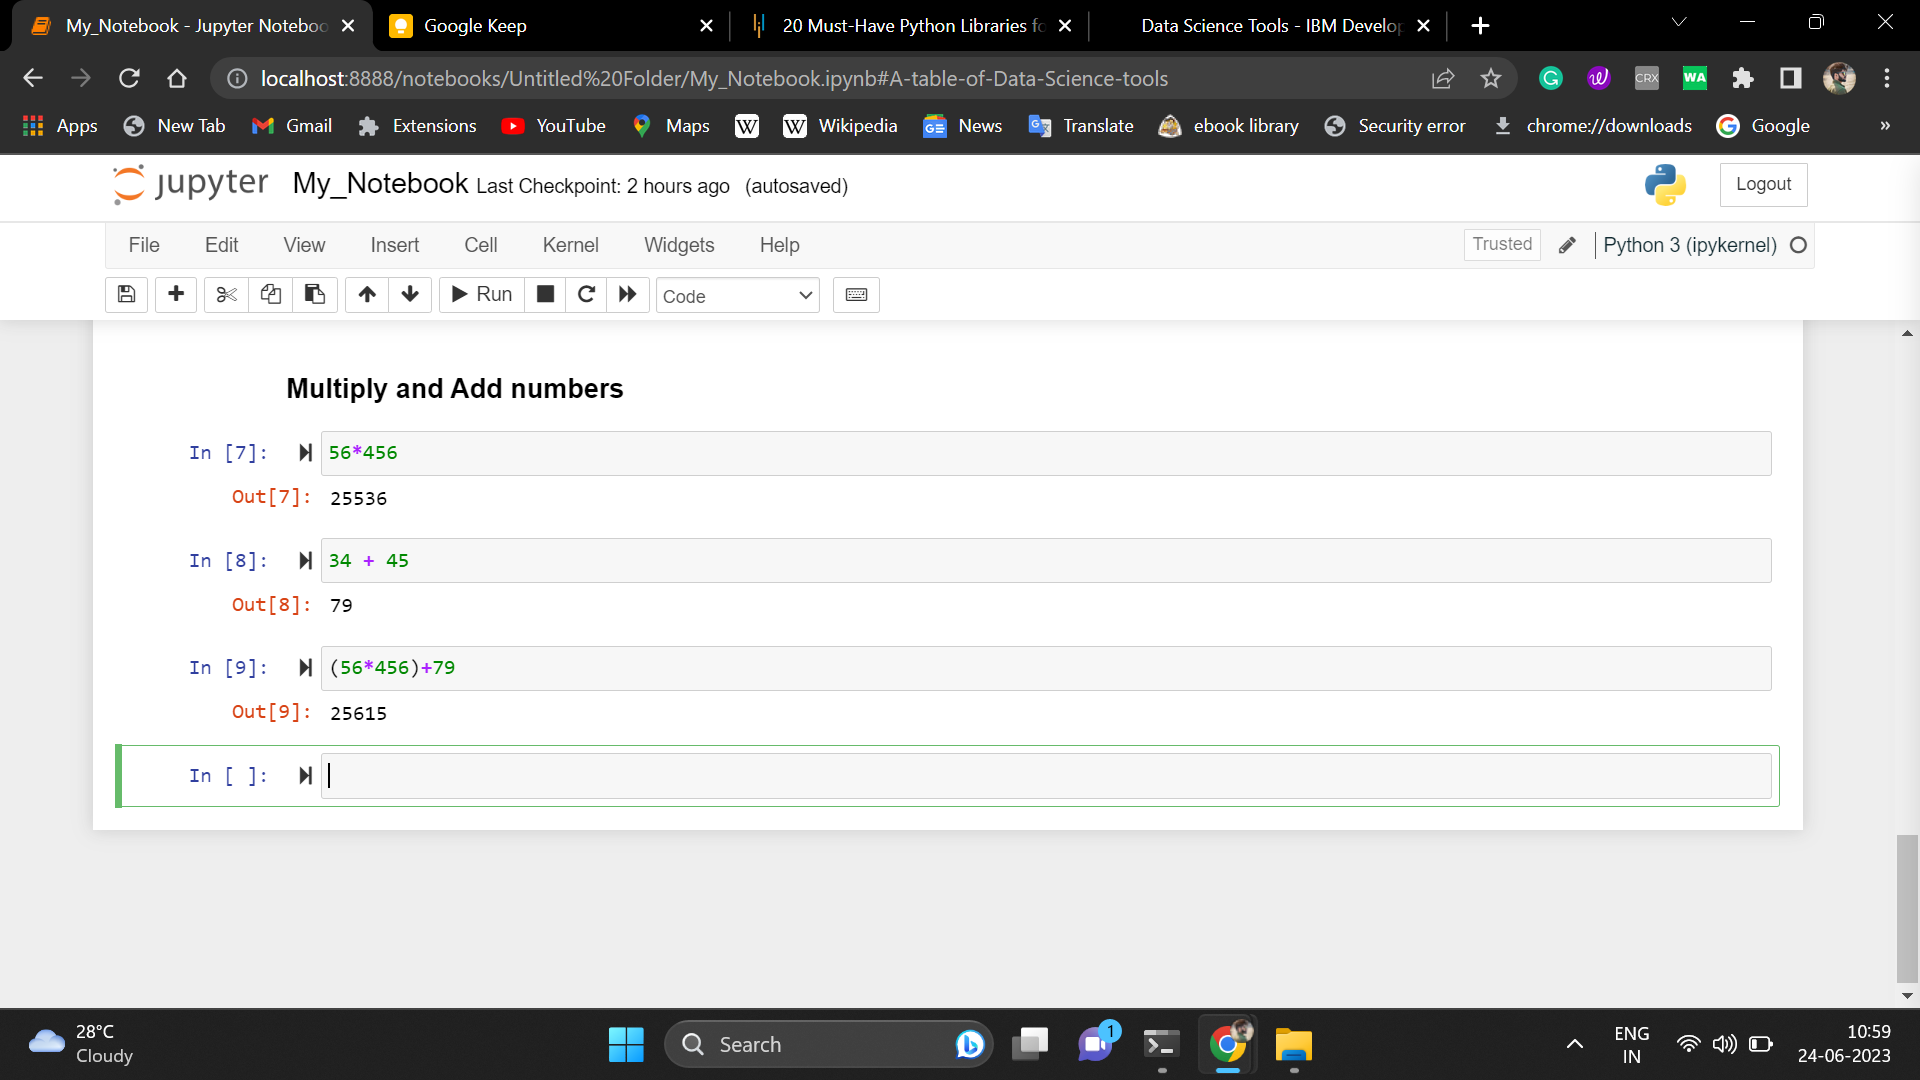 My_Notebook - Jupyter Noteboo
Google Keep
20 Must-Have Python Libraries fo
Data Science Tools - IBM Develop
localhost:8888/notebooks/Untitled%20Folder/My_Notebook.ipynb#A-table-of-Data-Science-tools
CRX
WA
Apps
New Tab
Gmail
Extensions
YouTube
Maps
W
W Wikipedia
News
Translate
ebook library
Security error
chrome://downloads
Google
»
jupyter My_Notebook Last Checkpoint: 2 hours ago (autosaved)
Logout
File Edit View Insert Cell Kernel Widgets Help
Trusted
Python 3 (ipykernel)
Run
Code
Multiply and Add numbers
In [7]: 56*456
Out[7]: 25536
In [8]: 34 + 45
Out[8]: 79
In [9]: (56*456)+79
Out[9]: 25615
In [ ]:
28°C
Cloudy
Search
1
ENG
IN
10:59
24-06-2023